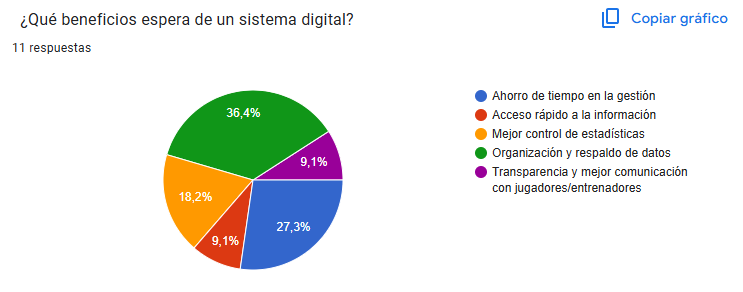 ¿Qué beneficios espera de un sistema digital?
Copiar gráfico
11 respuestas
36,4%
9,1%
18,2%
9,1%
27,3%
Ahorro de tiempo en la gestión
Acceso rápido a la información
Mejor control de estadísticas
Organización y respaldo de datos
Transparencia y mejor comunicación
con jugadores/entrenadores